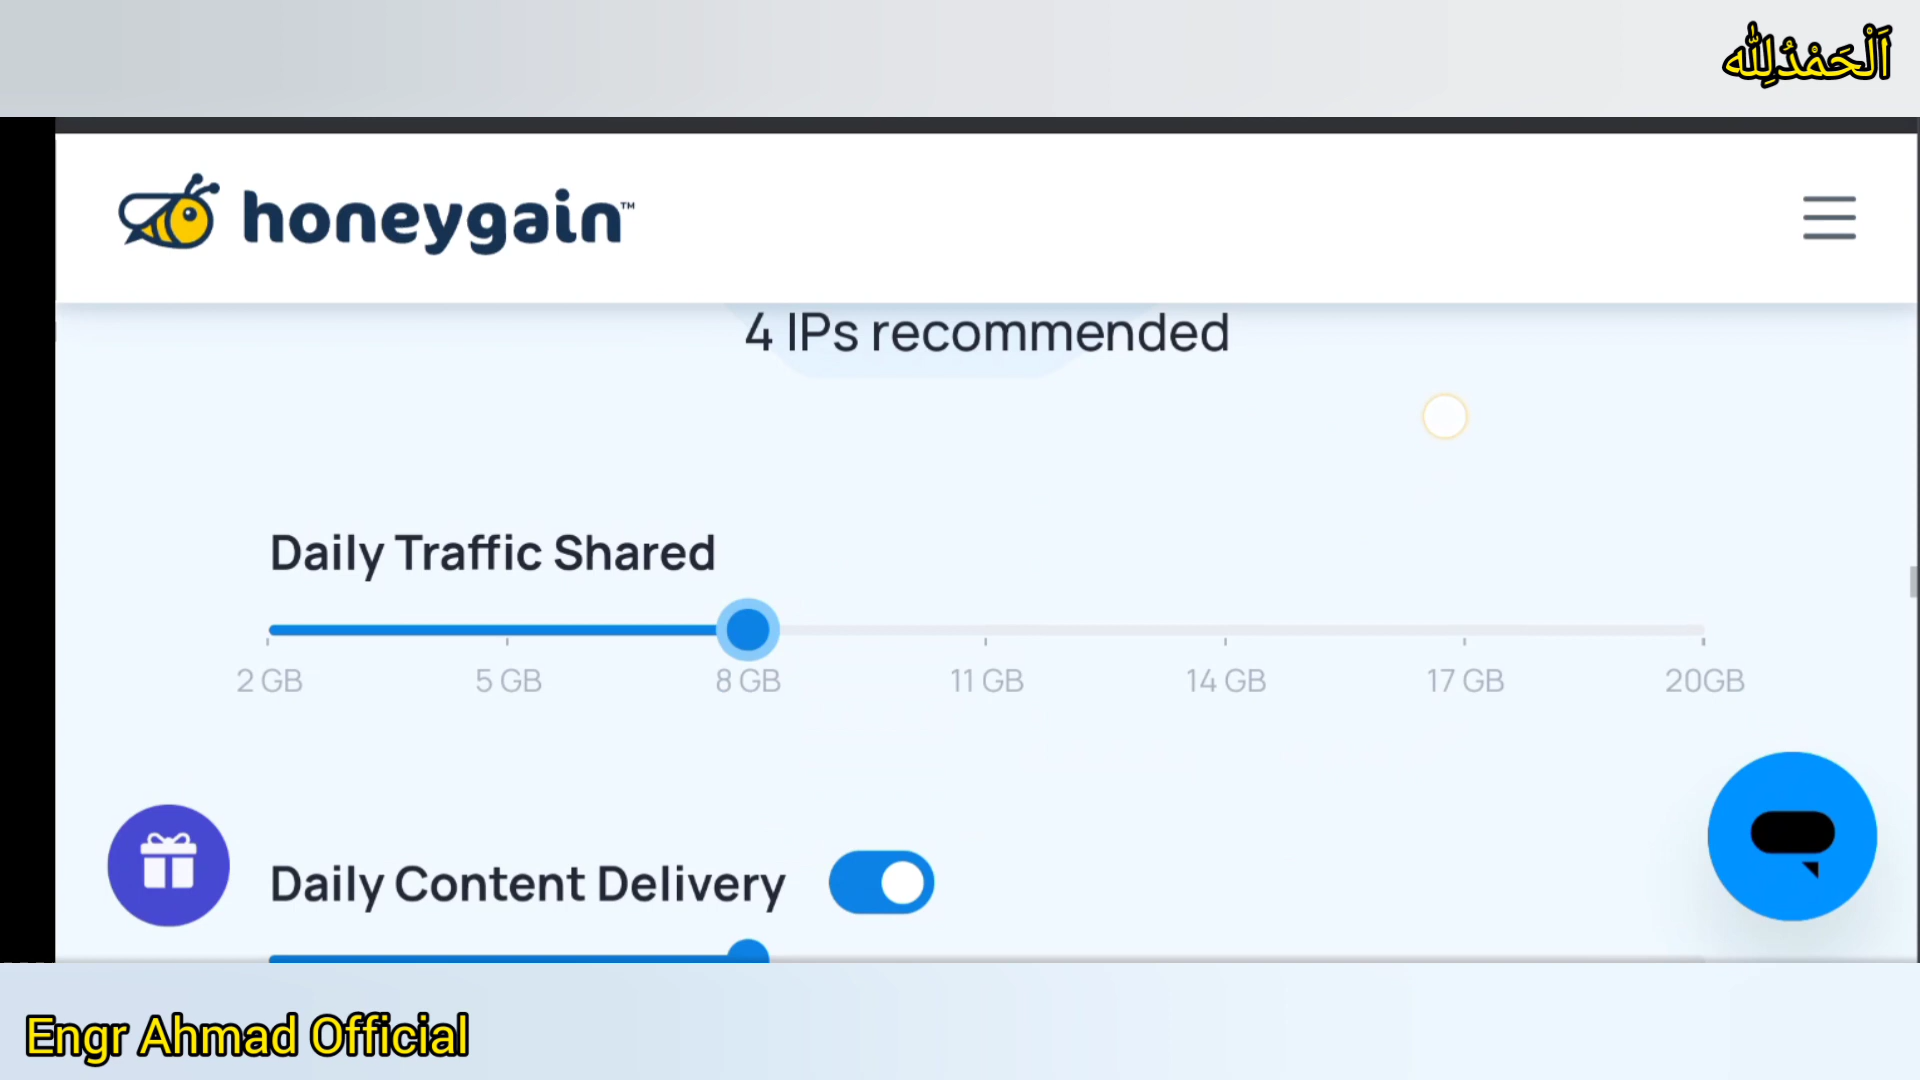 اَلْحَمْدُلِلّٰه
honeygain™
4 IPs recommended
Daily Traffic Shared
2 GB 5 GB 8 GB 11 GB 14 GB 17 GB 20GB
Daily Content Delivery
Engr Ahmad Official